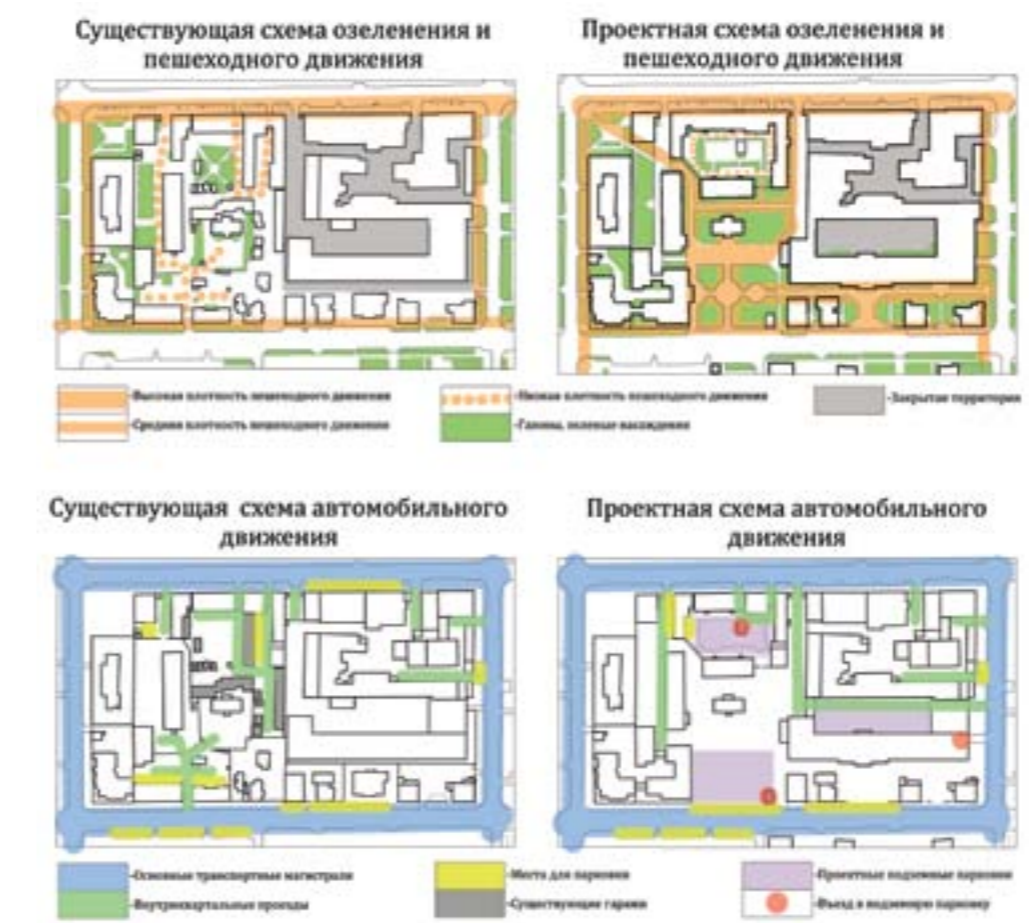 Существующая схема озеленения и
пешеходного движения
Проектная схема озеленения и
пешеходного движения
-Высокая плотность пешеходного движения
-Средняя плотность пешеходного движения
-Низкая плотность пешеходного движения
-Газоны, зеленые насаждения
-Закрытая территория
Существующая схема автомобильного
движения
Проектная схема автомобильного
движения
-Основные транспортные магистрали
-Внутриквартальные проезды
-Места для парковки
-Существующие гаражи
-Проектные подземные парковки
-Въезд в подземную парковку